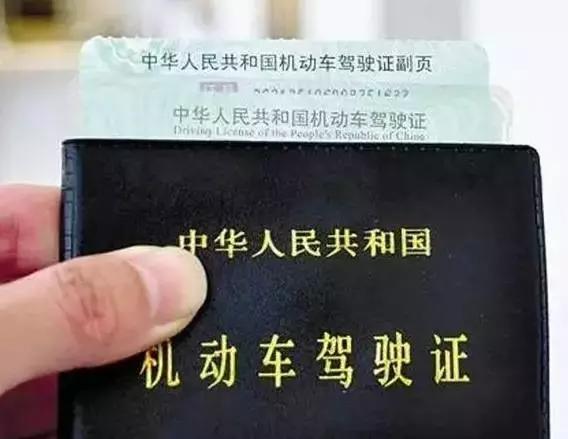 中华人民共和国机动车驾驶证副页
中华人民共和国机动车驾驶证
Driving License of the People's Republic of China
中华人民共和国
机动车驾驶证